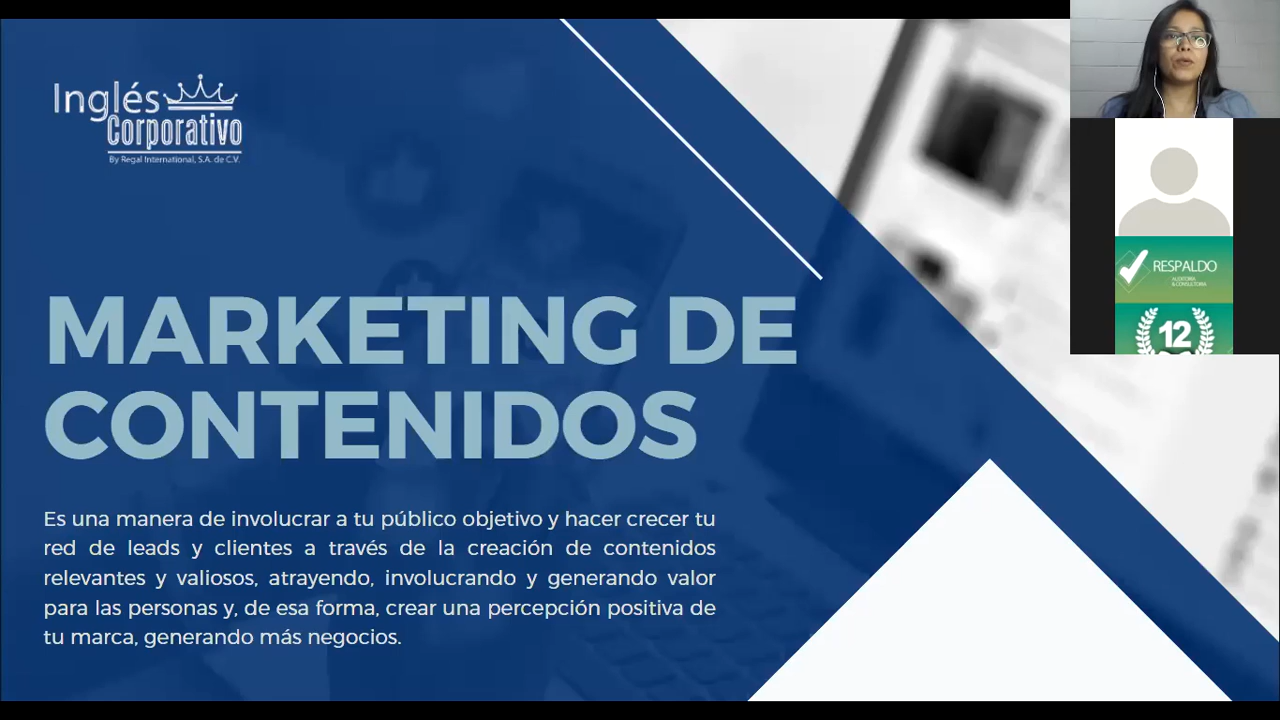 Inglés
Corporativo
By Regal International, S.A. de C.V.
MARKETING DE
CONTENIDOS
Es una manera de involucrar a tu público objetivo y hacer crecer tu
red de leads y clientes a través de la creación de contenidos
relevantes y valiosos, atrayendo, involucrando y generando valor
para las personas y, de esa forma, crear una percepción positiva de
tu marca, generando más negocios.
RESPALDO
AUDITORÍA
& CONSULTORÍA
12